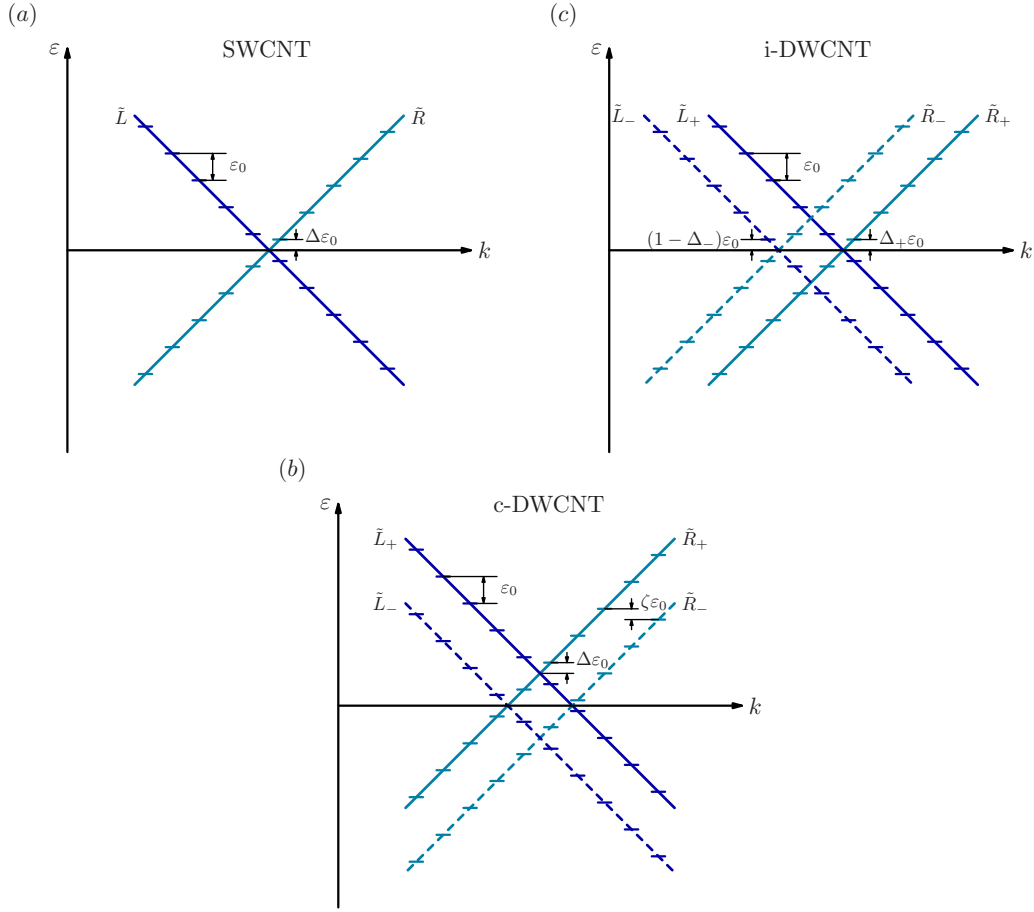 (a)
SWCNT
ε
L̃
R̃
ε₀
Δε₀
k
(c)
i-DWCNT
ε
L̃₋
L̃₊
R̃₋
R̃₊
ε₀
(1 − Δ₋)ε₀
Δ₊ε₀
k
(b)
c-DWCNT
ε
L̃₊
R̃₊
ε₀
L̃₋
ζε₀
R̃₋
Δε₀
k